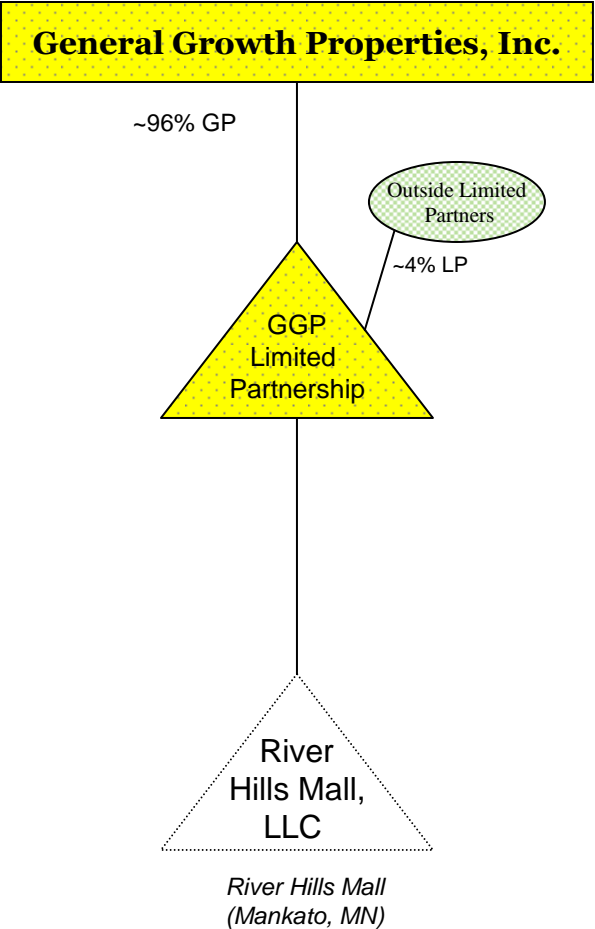 General Growth Properties, Inc.
~96% GP
Outside Limited
Partners
~4% LP
GGP
Limited
Partnership
River
Hills Mall,
LLC
River Hills Mall
(Mankato, MN)